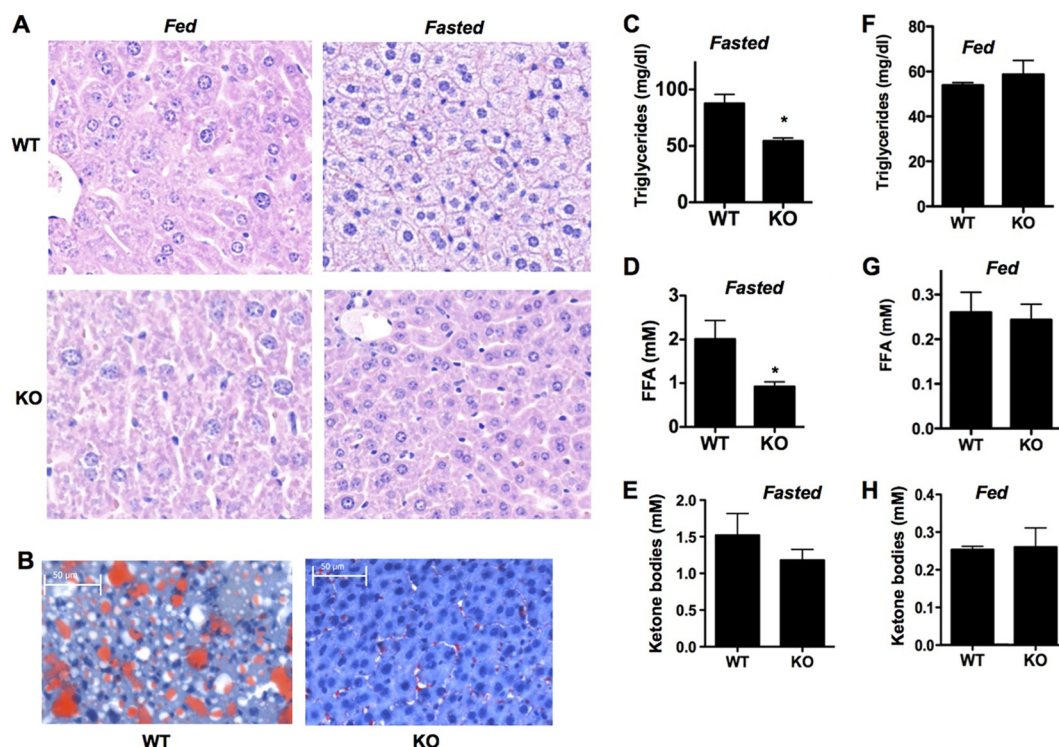 A
Fed
Fasted
WT
KO
B
50 µm
50 µm
WT
KO
C
Fasted
Triglycerides (mg/dl)
100
50
0
*
WT
KO
D
Fasted
FFA (mM)
3
2
1
0
*
WT
KO
E
Fasted
Ketone bodies (mM)
2.0
1.5
1.0
0.5
0.0
WT
KO
F
Fed
Triglycerides (mg/dl)
80
60
40
20
0
WT
KO
G
Fed
FFA (mM)
0.3
0.2
0.1
0.0
WT
KO
H
Fed
Ketone bodies (mM)
0.4
0.3
0.2
0.1
0.0
WT
KO